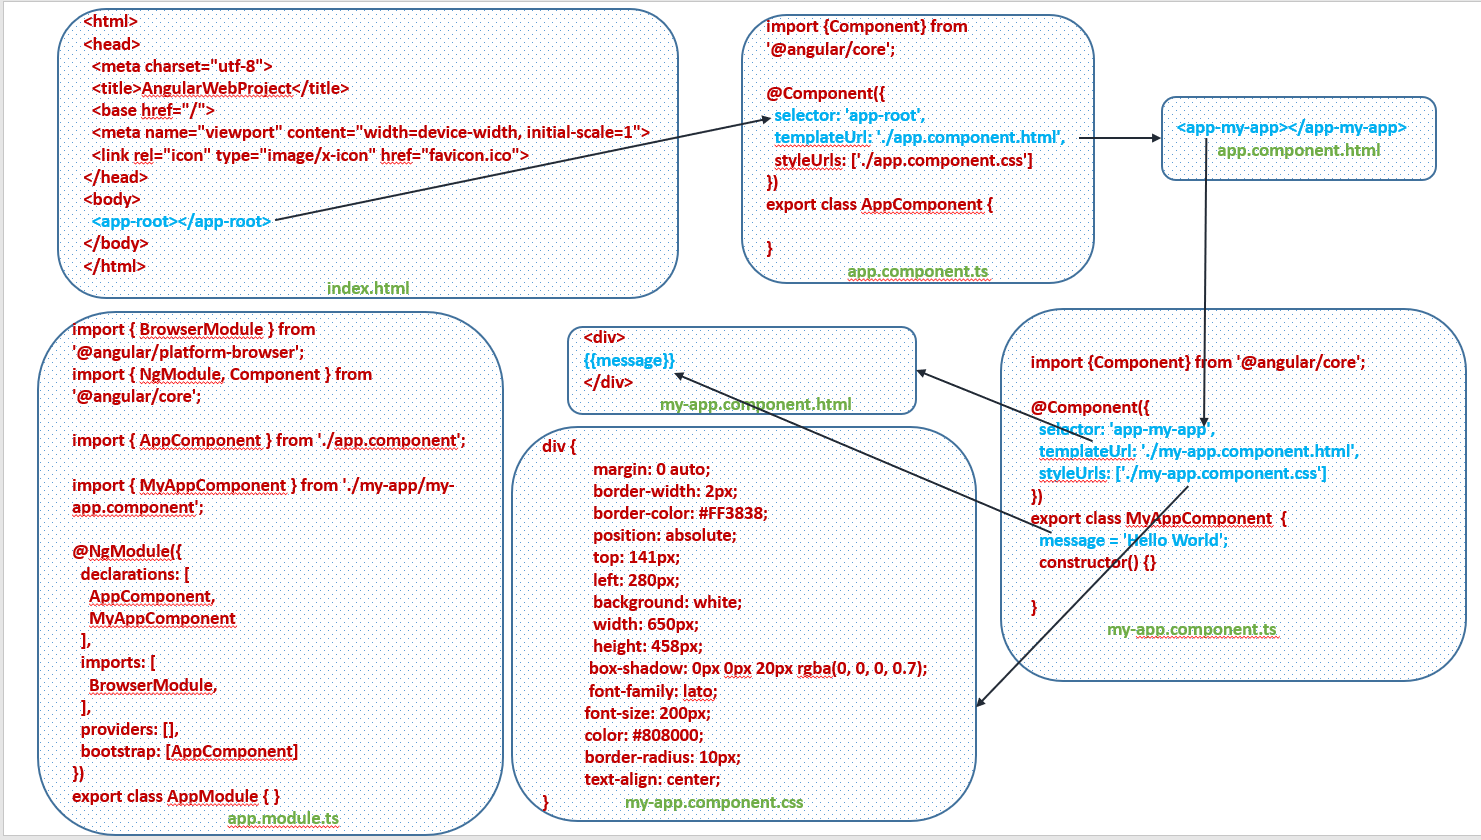 <html>
<head>
<meta charset="utf-8">
<title>AngularWebProject</title>
<base href="/">
<meta name="viewport" content="width=device-width, initial-scale=1">
<link rel="icon" type="image/x-icon" href="favicon.ico">
</head>
<body>
<app-root></app-root>
</body>
</html>
index.html
import {Component} from
'@angular/core';
@Component({
selector: 'app-root',
templateUrl: './app.component.html',
styleUrls: ['./app.component.css']
})
export class AppComponent {
}
app.component.ts
<app-my-app></app-my-app>
app.component.html
import { BrowserModule } from
'@angular/platform-browser';
import { NgModule, Component } from
'@angular/core';
import { AppComponent } from './app.component';
import { MyAppComponent } from './my-app/my-
app.component';
@NgModule({
declarations: [
AppComponent,
MyAppComponent
],
imports: [
BrowserModule,
],
providers: [],
bootstrap: [AppComponent]
})
export class AppModule { }
app.module.ts
<div>
{{message}}
</div>
my-app.component.html
div {
margin: 0 auto;
border-width: 2px;
border-color: #FF3838;
position: absolute;
top: 141px;
left: 280px;
background: white;
width: 650px;
height: 458px;
box-shadow: 0px 0px 20px rgba(0, 0, 0, 0.7);
font-family: lato;
font-size: 200px;
color: #808000;
border-radius: 10px;
text-align: center;
}
my-app.component.css
import {Component} from '@angular/core';
@Component({
selector: 'app-my-app',
templateUrl: './my-app.component.html',
styleUrls: ['./my-app.component.css']
})
export class MyAppComponent {
message = 'Hello World';
constructor() {}
}
my-app.component.ts